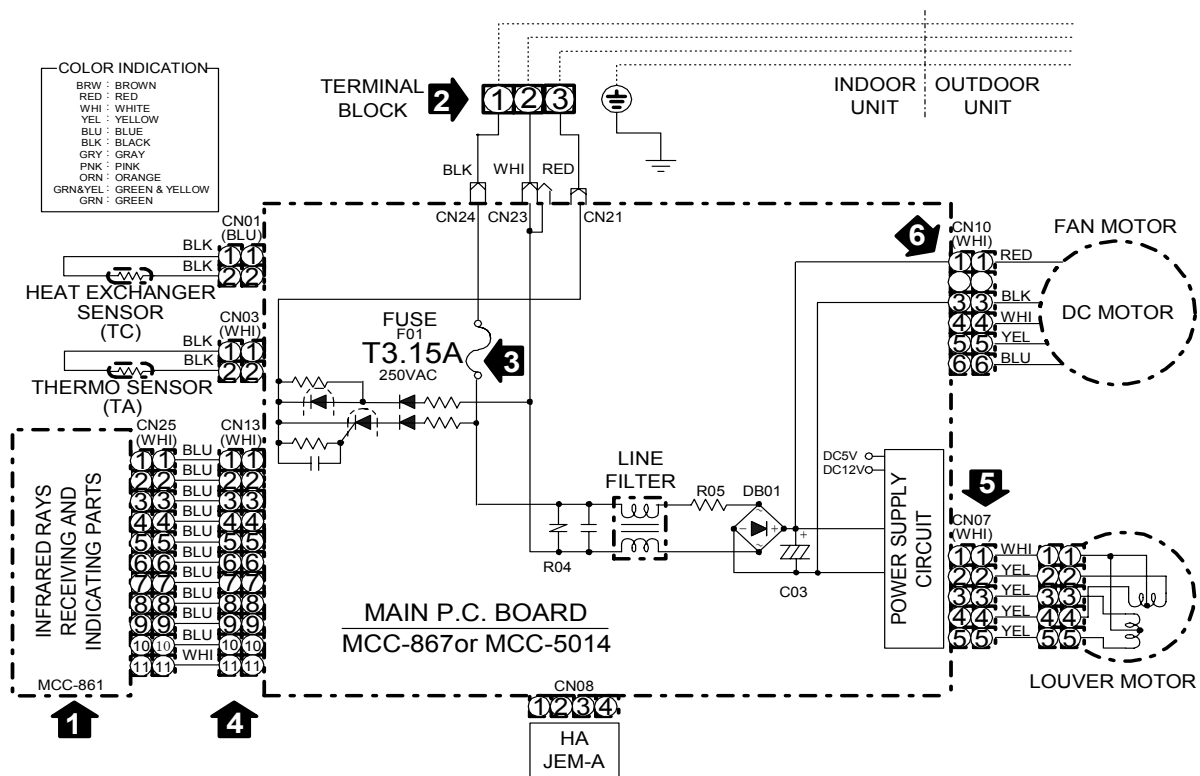 COLOR INDICATION
BRW : BROWN
RED : RED
WHI : WHITE
YEL : YELLOW
BLU : BLUE
BLK : BLACK
GRY : GRAY
PNK : PINK
ORN : ORANGE
GRN&YEL : GREEN & YELLOW
GRN : GREEN
TERMINAL
BLOCK
2
1 2 3
INDOOR
UNIT
OUTDOOR
UNIT
BLK
WHI
RED
CN24
CN23
CN21
CN01
(BLU)
BLK
BLK
1 1
2 2
HEAT EXCHANGER
SENSOR
(TC)
CN03
(WHI)
BLK
BLK
1 1
2 2
THERMO SENSOR
(TA)
FUSE
F01
T3.15A
250VAC
3
6
CN10
(WHI)
1 1 RED
3 3 BLK
4 4 WHI
5 5 YEL
6 6 BLU
FAN MOTOR
DC MOTOR
CN25
(WHI)
CN13
(WHI)
1 1 BLU 1 1
2 2 BLU 2 2
3 3 BLU 3 3
4 4 BLU 4 4
5 5 BLU 5 5
6 6 BLU 6 6
7 7 BLU 7 7
8 8 BLU 8 8
9 9 BLU 9 9
10 10 BLU 10 10
11 11 WHI 11 11
INFRARED RAYS
RECEIVING AND
INDICATING PARTS
MCC-861
1
4
LINE
FILTER
R04
R05
DB01
- +
+
C03
DC5V
DC12V
POWER SUPPLY
CIRCUIT
5
CN07
(WHI)
1 1 WHI 1 1
2 2 YEL 2 2
3 3 YEL 3 3
4 4 YEL 4 4
5 5 YEL 5 5
LOUVER MOTOR
MAIN P.C. BOARD
MCC-867or MCC-5014
CN08
1 2 3 4
HA
JEM-A